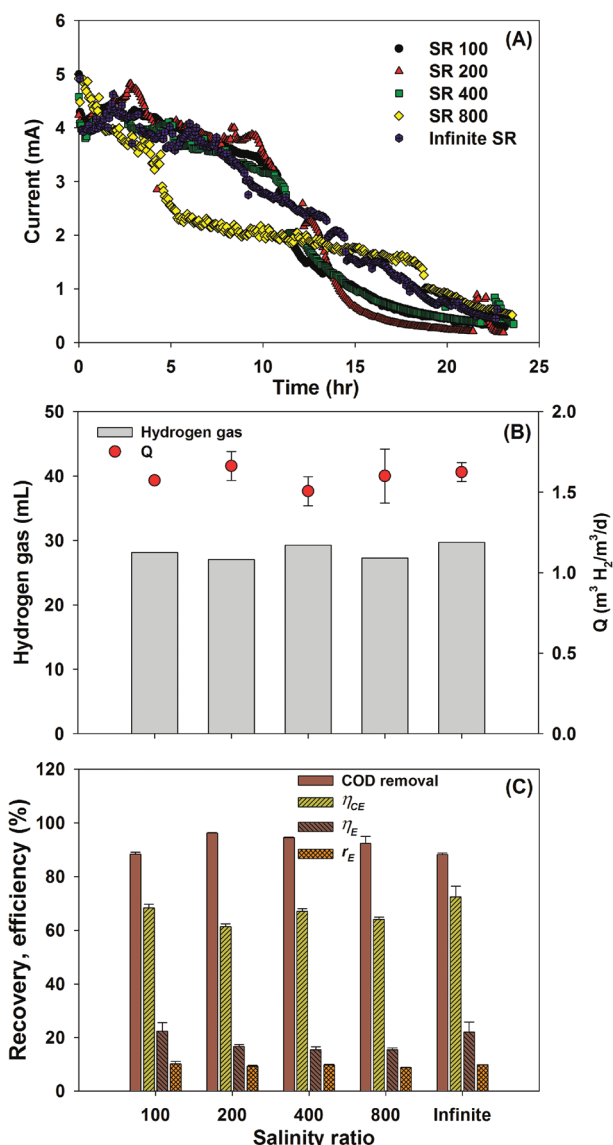 (A)
SR 100
SR 200
SR 400
SR 800
Infinite SR
6
5
4
3
2
1
0
Current (mA)
0 5 10 15 20 25
Time (hr)
(B)
Hydrogen gas
Q
50
40
30
20
10
0
Hydrogen gas (mL)
2.0
1.5
1.0
0.5
0.0
Q (m³ H₂/m³/d)
(C)
COD removal
η_CE
η_E
r_E
120
100
80
60
40
20
0
Recovery, efficiency (%)
100 200 400 800 Infinite
Salinity ratio